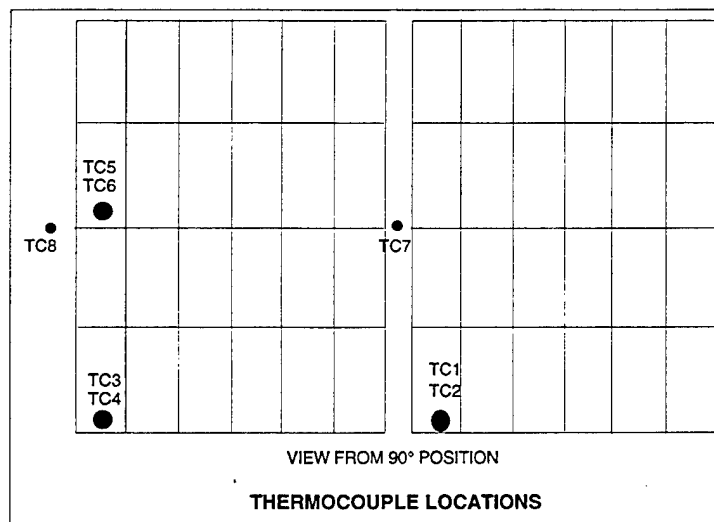 TC5
TC6
TC8
TC7
TC3
TC4
TC1
TC2
VIEW FROM 90° POSITION
THERMOCOUPLE LOCATIONS